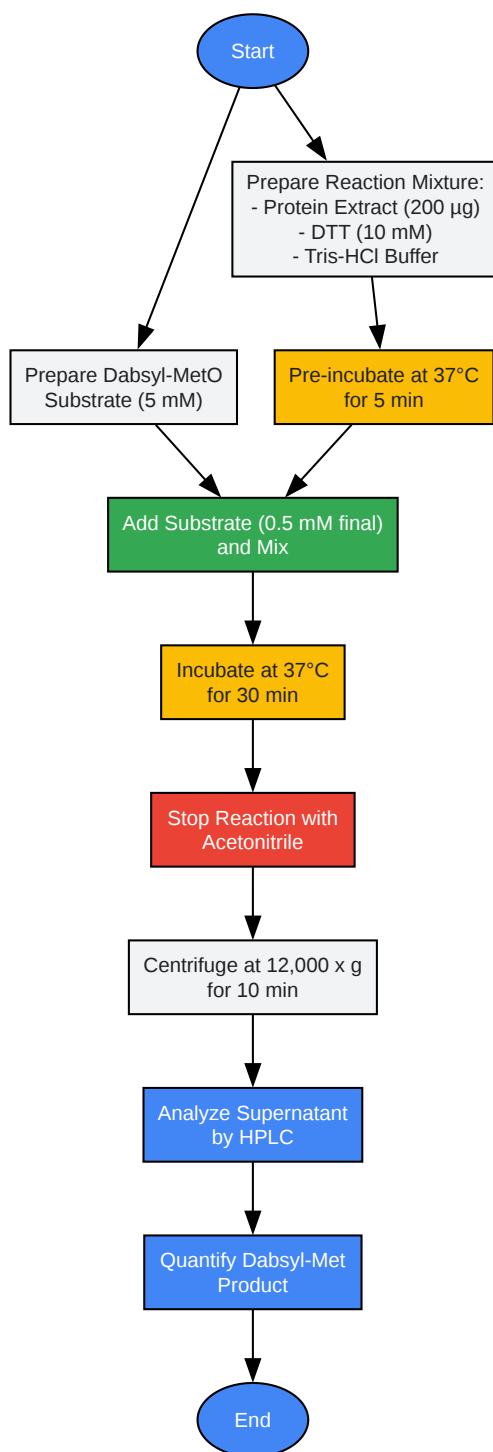 Start
Prepare Reaction Mixture:
- Protein Extract (200 µg)
- DTT (10 mM)
- Tris-HCl Buffer
Prepare Dabsyl-MetO
Substrate (5 mM)
Pre-incubate at 37°C
for 5 min
Add Substrate (0.5 mM final)
and Mix
Incubate at 37°C
for 30 min
Stop Reaction with
Acetonitrile
Centrifuge at 12,000 x g
for 10 min
Analyze Supernatant
by HPLC
Quantify Dabsyl-Met
Product
End